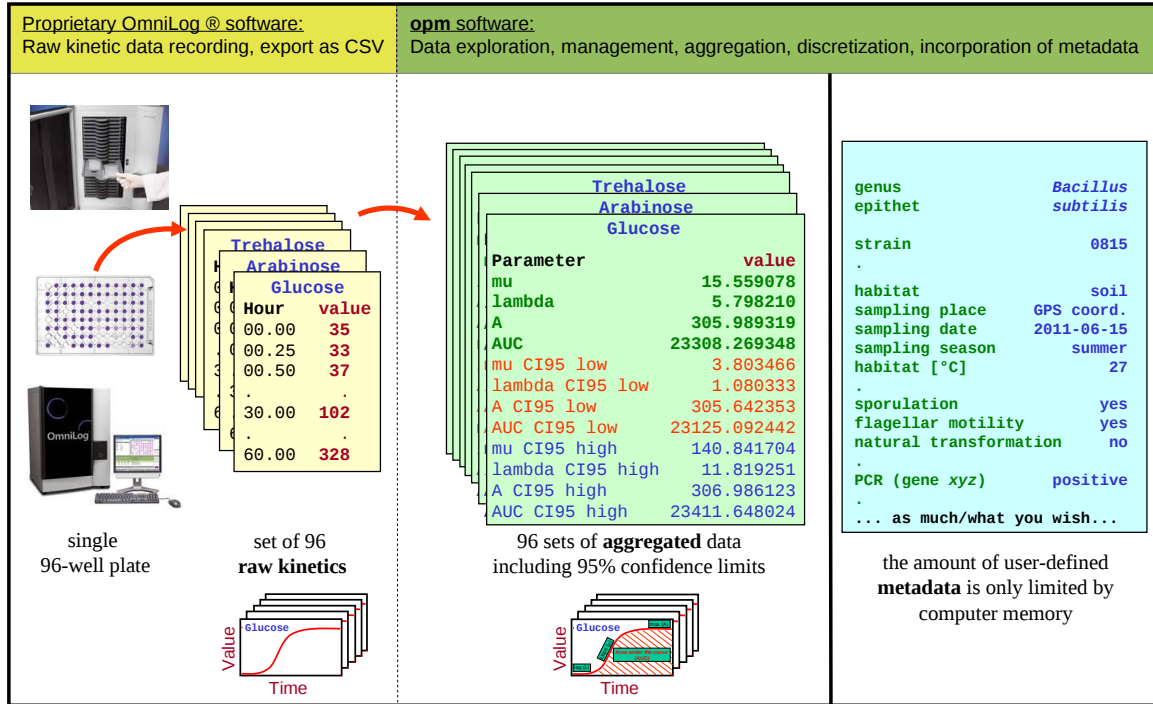 Proprietary OmniLog ® software:
Raw kinetic data recording, export as CSV
opm software:
Data exploration, management, aggregation, discretization, incorporation of metadata
OmniLog
single
96-well plate
Trehalose
Arabinose
Glucose
Hour value
00.00 35
00.25 33
00.50 37
. .
30.00 102
. .
60.00 328
set of 96
raw kinetics
Value
Glucose
Time
Trehalose
Arabinose
Glucose
Parameter value
mu 15.559078
lambda 5.798210
A 305.989319
AUC 23308.269348
mu CI95 low 3.803466
lambda CI95 low 1.080333
A CI95 low 305.642353
AUC CI95 low 23125.092442
mu CI95 high 140.841704
lambda CI95 high 11.819251
A CI95 high 306.986123
AUC CI95 high 23411.648024
96 sets of aggregated data
including 95% confidence limits
Value
Glucose
max (A)
Area under the curve
(AUC)
lag (λ)
Time
genus Bacillus
epithet subtilis
strain 0815
.
habitat soil
sampling place GPS coord.
sampling date 2011-06-15
sampling season summer
habitat [°C] 27
.
sporulation yes
flagellar motility yes
natural transformation no
.
PCR (gene xyz) positive
.
... as much/what you wish...
the amount of user-defined
metadata is only limited by
computer memory